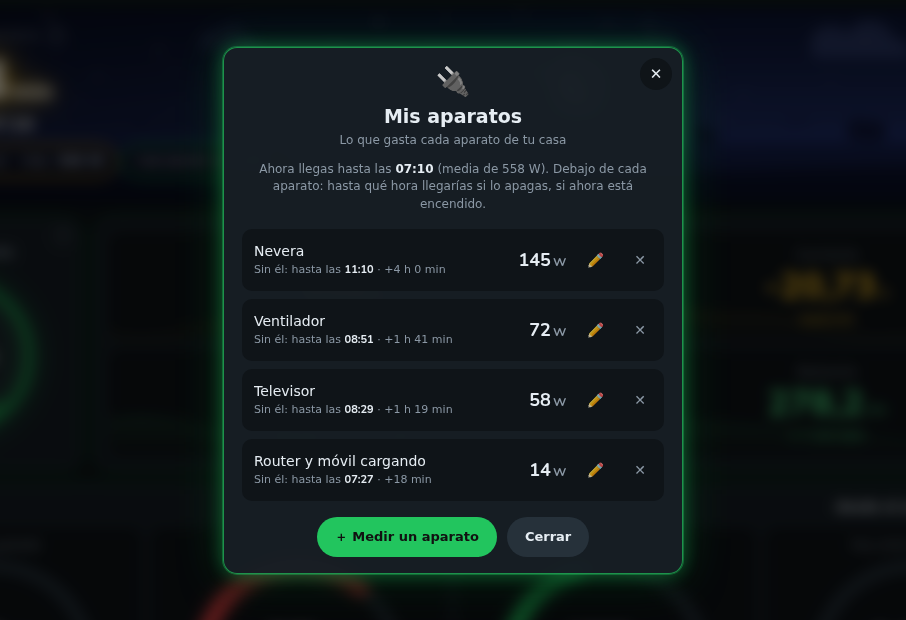 Mis aparatos
Lo que gasta cada aparato de tu casa
Ahora llegas hasta las 07:10 (media de 558 W). Debajo de cada
aparato: hasta qué hora llegarías si lo apagas, si ahora está
encendido.
Nevera
Sin él: hasta las 11:10 · +4 h 0 min
145 W
Ventilador
Sin él: hasta las 08:51 · +1 h 41 min
72 W
Televisor
Sin él: hasta las 08:29 · +1 h 19 min
58 W
Router y móvil cargando
Sin él: hasta las 07:27 · +18 min
14 W
+ Medir un aparato
Cerrar